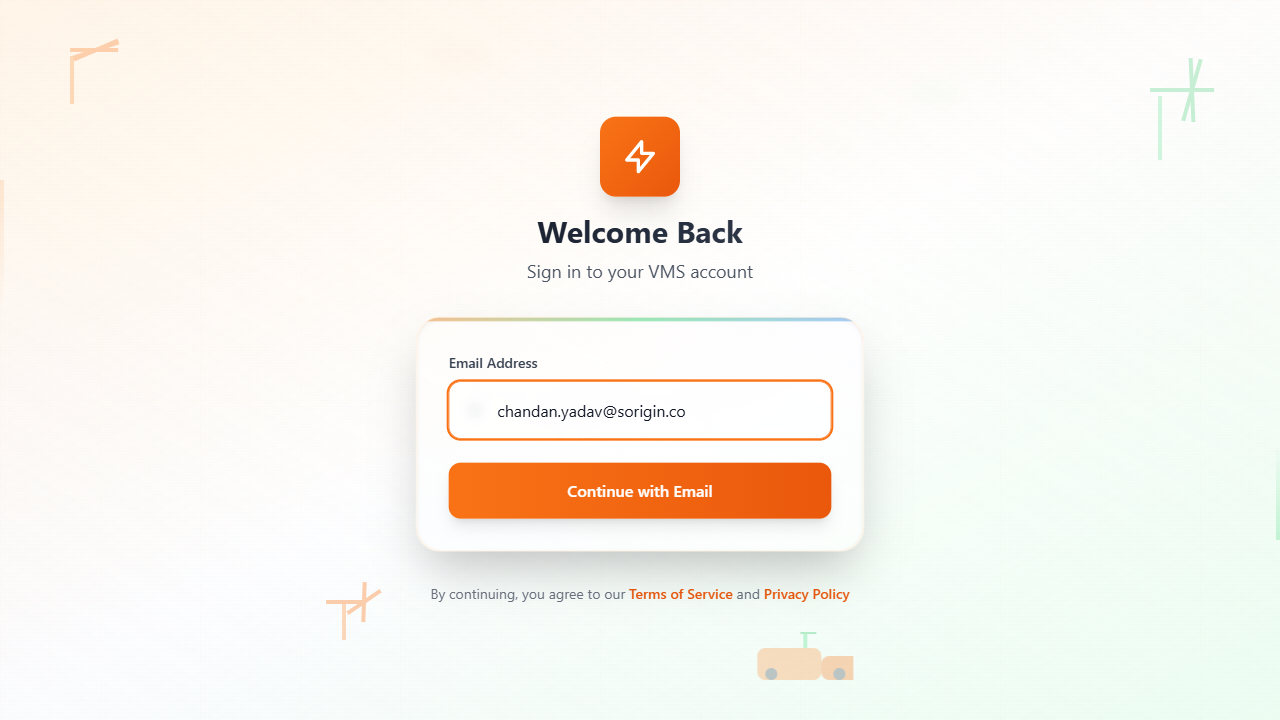 Welcome Back
Sign in to your VMS account
Email Address
chandan.yadav@sorigin.co
Continue with Email
By continuing, you agree to our Terms of Service and Privacy Policy